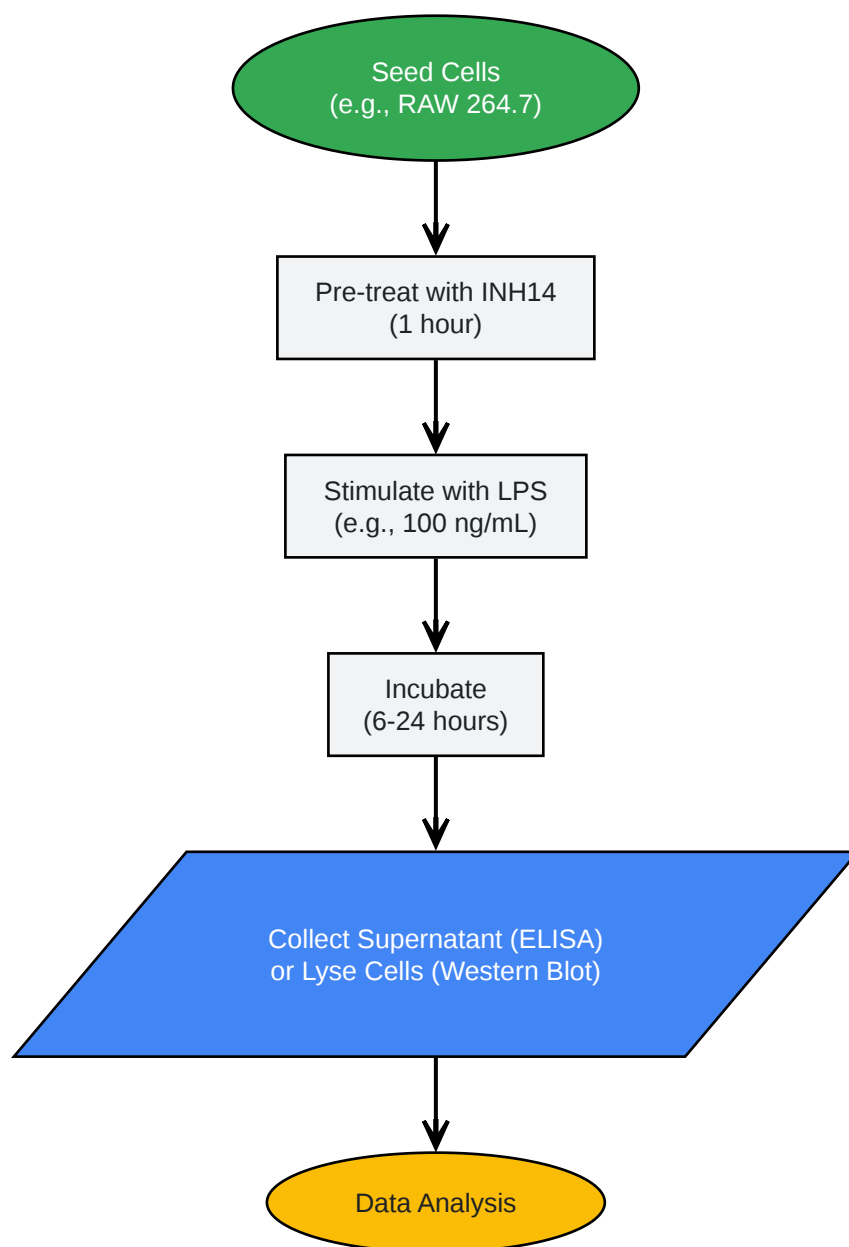 Seed Cells
(e.g., RAW 264.7)
Pre-treat with INH14
(1 hour)
Stimulate with LPS
(e.g., 100 ng/mL)
Incubate
(6-24 hours)
Collect Supernatant (ELISA)
or Lyse Cells (Western Blot)
Data Analysis